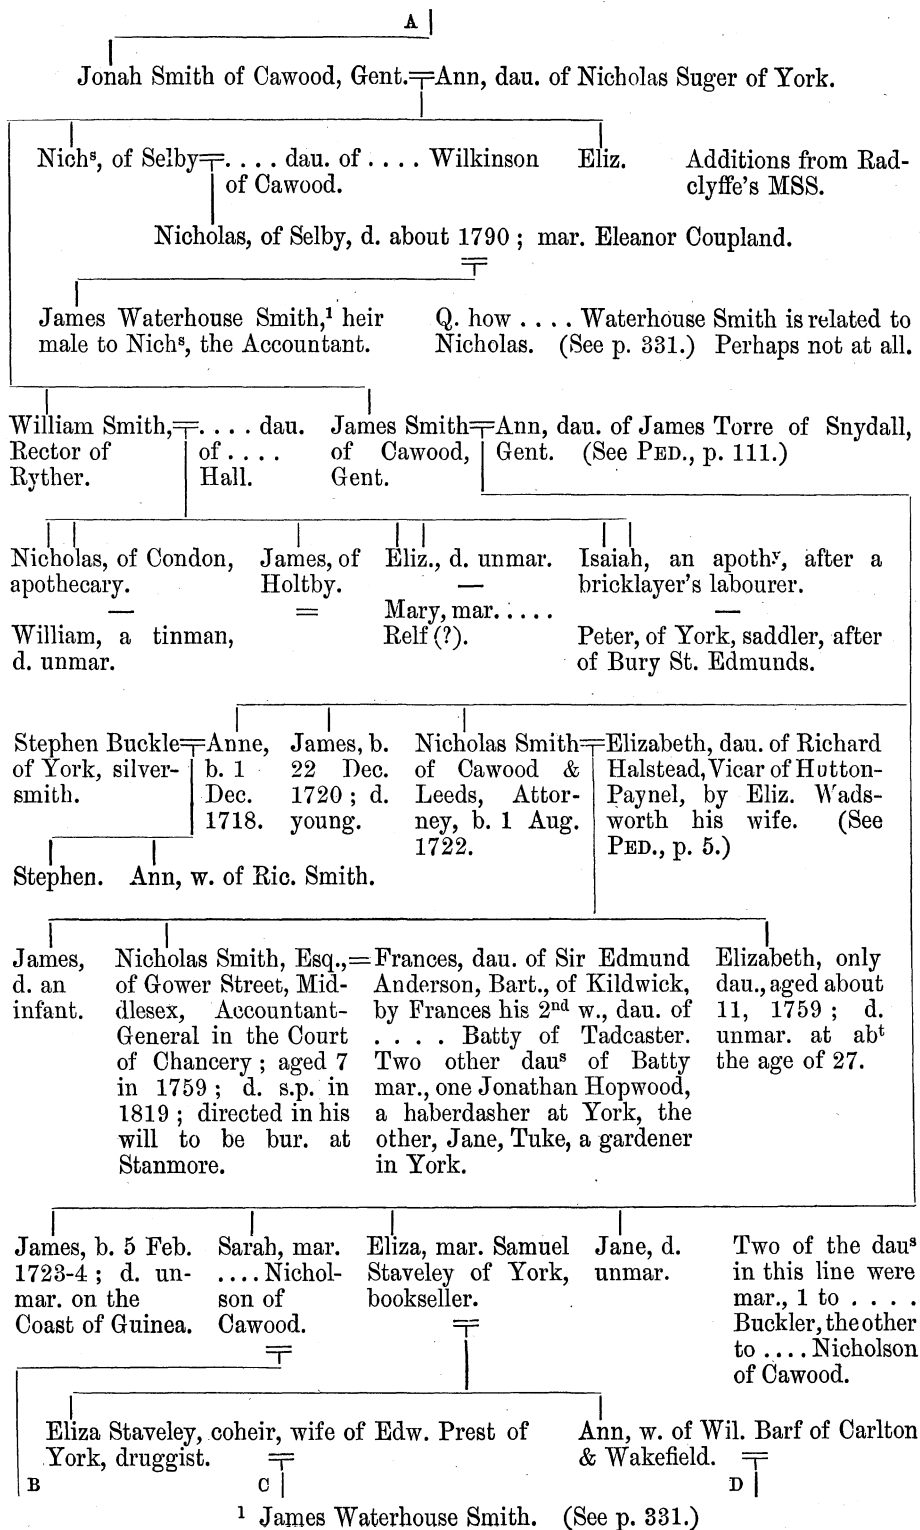 A
Jonah Smith of Cawood, Gent.=Ann, dau. of Nicholas Suger of York.
Nichˢ, of Selby=. . . . dau. of . . . . Wilkinson
of Cawood.
Eliz.
Additions from Rad-
clyffe's MSS.
Nicholas, of Selby, d. about 1790 ; mar. Eleanor Coupland.
James Waterhouse Smith,¹ heir
male to Nichˢ, the Accountant.
Q. how . . . . Waterhouse Smith is related to
Nicholas. (See p. 331.) Perhaps not at all.
William Smith,=. . . . dau.
Rector of
Ryther.
of . . . .
Hall.
James Smith=Ann, dau. of James Torre of Snydall,
of Cawood,
Gent.
Gent. (See PED., p. 111.)
Nicholas, of Condon,
apothecary.
—
William, a tinman,
d. unmar.
James, of
Holtby.
=
Eliz., d. unmar.
—
Mary, mar. . . . . .
Relf (?).
Isaiah, an apothʸ, after a
bricklayer's labourer.
—
Peter, of York, saddler, after
of Bury St. Edmunds.
Stephen Buckle=Anne,
of York, silver-
smith.
b. 1
Dec.
1718.
James, b.
22 Dec.
1720 ; d.
young.
Nicholas Smith=Elizabeth, dau. of Richard
of Cawood &
Leeds, Attor-
ney, b. 1 Aug.
1722.
Halstead, Vicar of Hutton-
Paynel, by Eliz. Wads-
worth his wife. (See
PED., p. 5.)
Stephen.
Ann, w. of Ric. Smith.
James,
d. an
infant.
Nicholas Smith, Esq.,=Frances, dau. of Sir Edmund
of Gower Street, Mid-
dlesex, Accountant-
General in the Court
of Chancery ; aged 7
in 1759 ; d. s.p. in
1819 ; directed in his
will to be bur. at
Stanmore.
Anderson, Bart., of Kildwick,
by Frances his 2ⁿᵈ w., dau. of
. . . . Batty of Tadcaster.
Two other dauˢ of Batty
mar., one Jonathan Hopwood,
a haberdasher at York, the
other, Jane, Tuke, a gardener
in York.
Elizabeth, only
dau., aged about
11, 1759 ; d.
unmar. at abᵗ
the age of 27.
James, b. 5 Feb.
1723-4 ; d. un-
mar. on the
Coast of Guinea.
Sarah, mar.
. . . . Nichol-
son of
Cawood.
Eliza, mar. Samuel
Staveley of York,
bookseller.
Jane, d.
unmar.
Two of the dauˢ
in this line were
mar., 1 to . . . .
Buckler, the other
to . . . . Nicholson
of Cawood.
Eliza Staveley, coheir, wife of Edw. Prest of
York, druggist.
Ann, w. of Wil. Barf of Carlton
& Wakefield.
B
C
D
¹ James Waterhouse Smith. (See p. 331.)